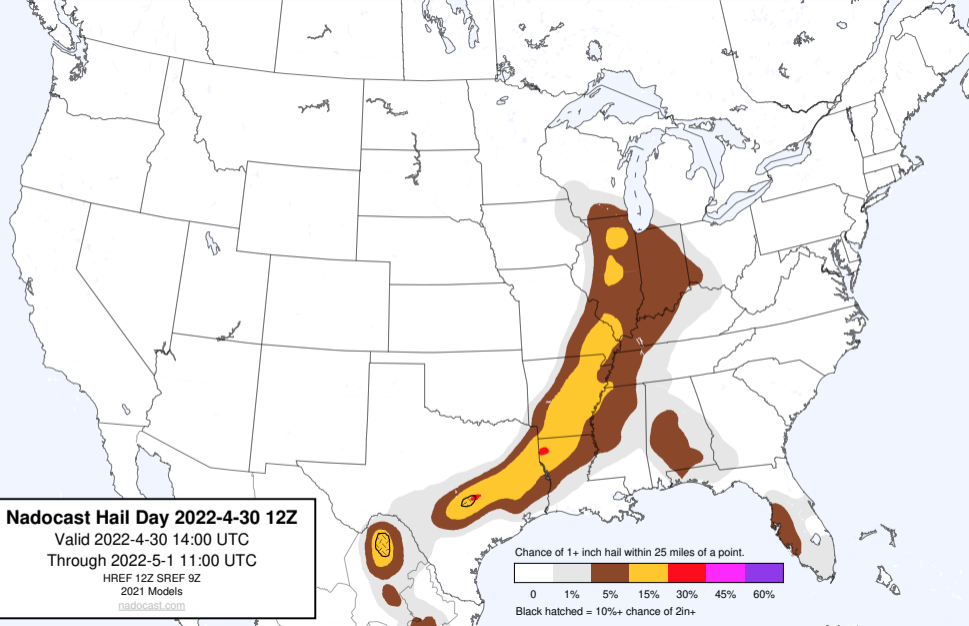 Nadocast Hail Day 2022-4-30 12Z
Valid 2022-4-30 14:00 UTC
Through 2022-5-1 11:00 UTC
HREF 12Z SREF 9Z
2021 Models
nadocast.com
Chance of 1+ inch hail within 25 miles of a point.
0 1% 5% 15% 30% 45% 60%
Black hatched = 10%+ chance of 2in+